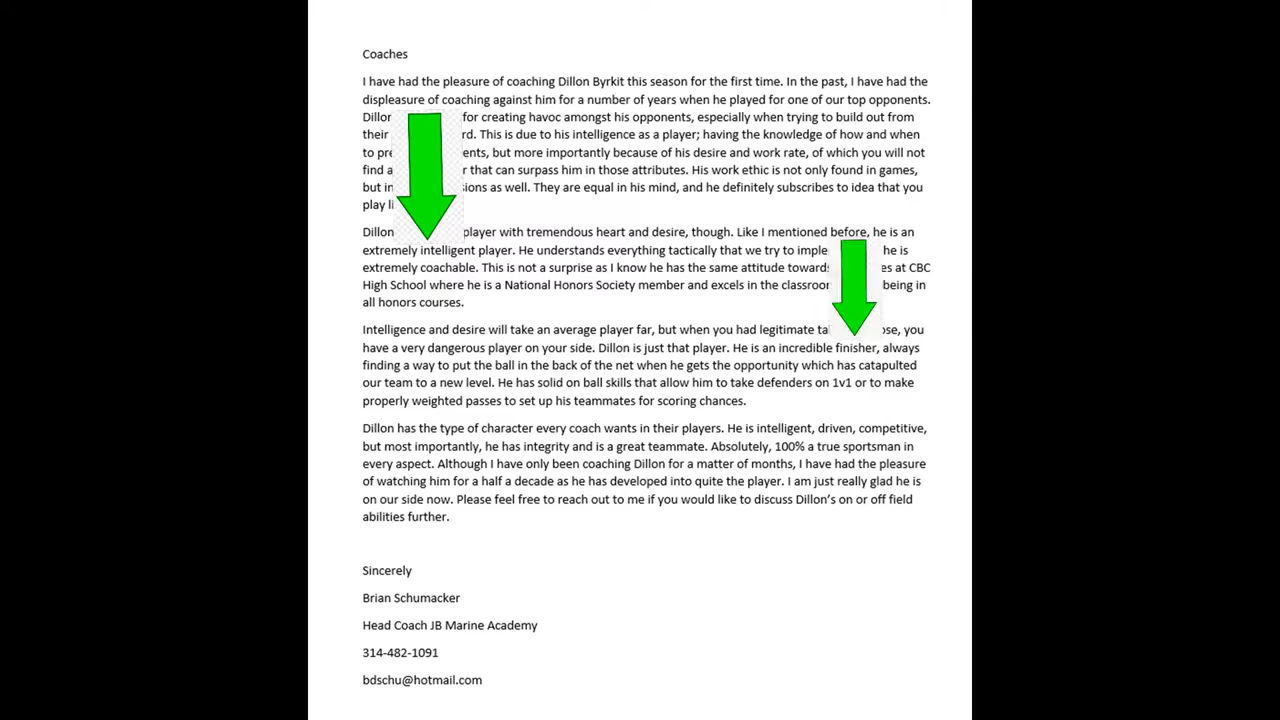 Coaches
I have had the pleasure of coaching Dillon Byrkit this season for the first time. In the past, I have had the
displeasure of coaching against him for a number of years when he played for one of our top opponents.
Dillon for creating havoc amongst his opponents, especially when trying to build out from
their This is due to his intelligence as a player; having the knowledge of how and when
to but more importantly because of his desire and work rate, of which you will not
find that can surpass him in those attributes. His work ethic is not only found in games,
but as well. They are equal in his mind, and he definitely subscribes to idea that you
play
Dillon player with tremendous heart and desire, though. Like I mentioned before, he is an
extremely intelligent player. He understands everything tactically that we try to he is
extremely coachable. This is not a surprise as I know he has the same attitude towards at CBC
High School where he is a National Honors Society member and excels in the being in
all honors courses.
Intelligence and desire will take an average player far, but when you had legitimate you
have a very dangerous player on your side. Dillon is just that player. He is an incredible finisher, always
finding a way to put the ball in the back of the net when he gets the opportunity which has catapulted
our team to a new level. He has solid on ball skills that allow him to take defenders on 1v1 or to make
properly weighted passes to set up his teammates for scoring chances.
Dillon has the type of character every coach wants in their players. He is intelligent, driven, competitive,
but most importantly, he has integrity and is a great teammate. Absolutely, 100% a true sportsman in
every aspect. Although I have only been coaching Dillon for a matter of months, I have had the pleasure
of watching him for a half a decade as he has developed into quite the player. I am just really glad he is
on our side now. Please feel free to reach out to me if you would like to discuss Dillon’s on or off field
abilities further.
Sincerely
Brian Schumacker
Head Coach JB Marine Academy
314-482-1091
bdschu@hotmail.com